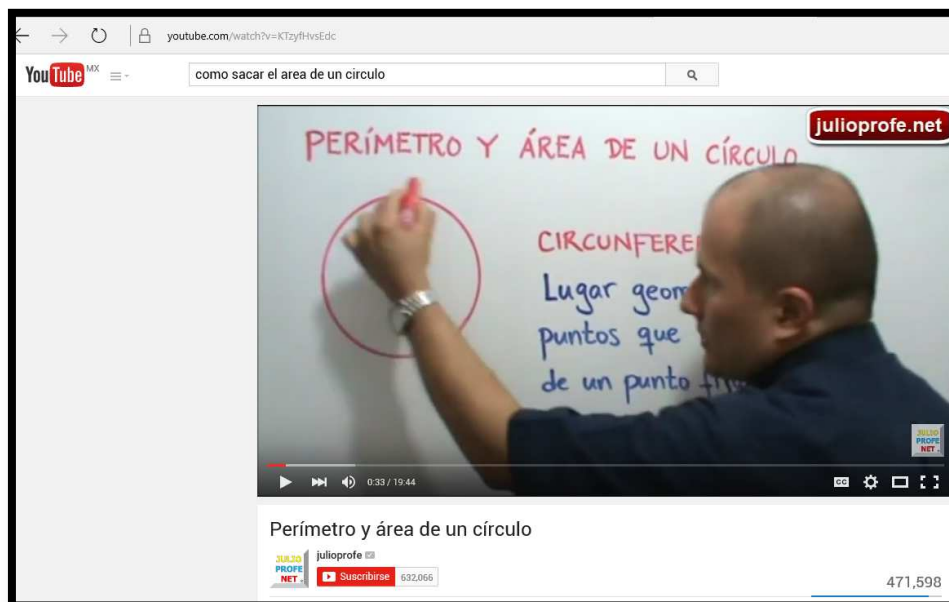 youtube.com/watch?v=KTzyfHvsEdc
YouTube MX
como sacar el area de un circulo
julioprofe.net
PERÍMETRO Y ÁREA DE UN CÍRCULO
CIRCUNFERE
Lugar geom
puntos que
de un punto
JULIO
PROFE
NET
0:33 / 19:44
CC
Perímetro y área de un círculo
JULIO
PROFE
NET
julioprofe
Suscribirse 632,066
471,598